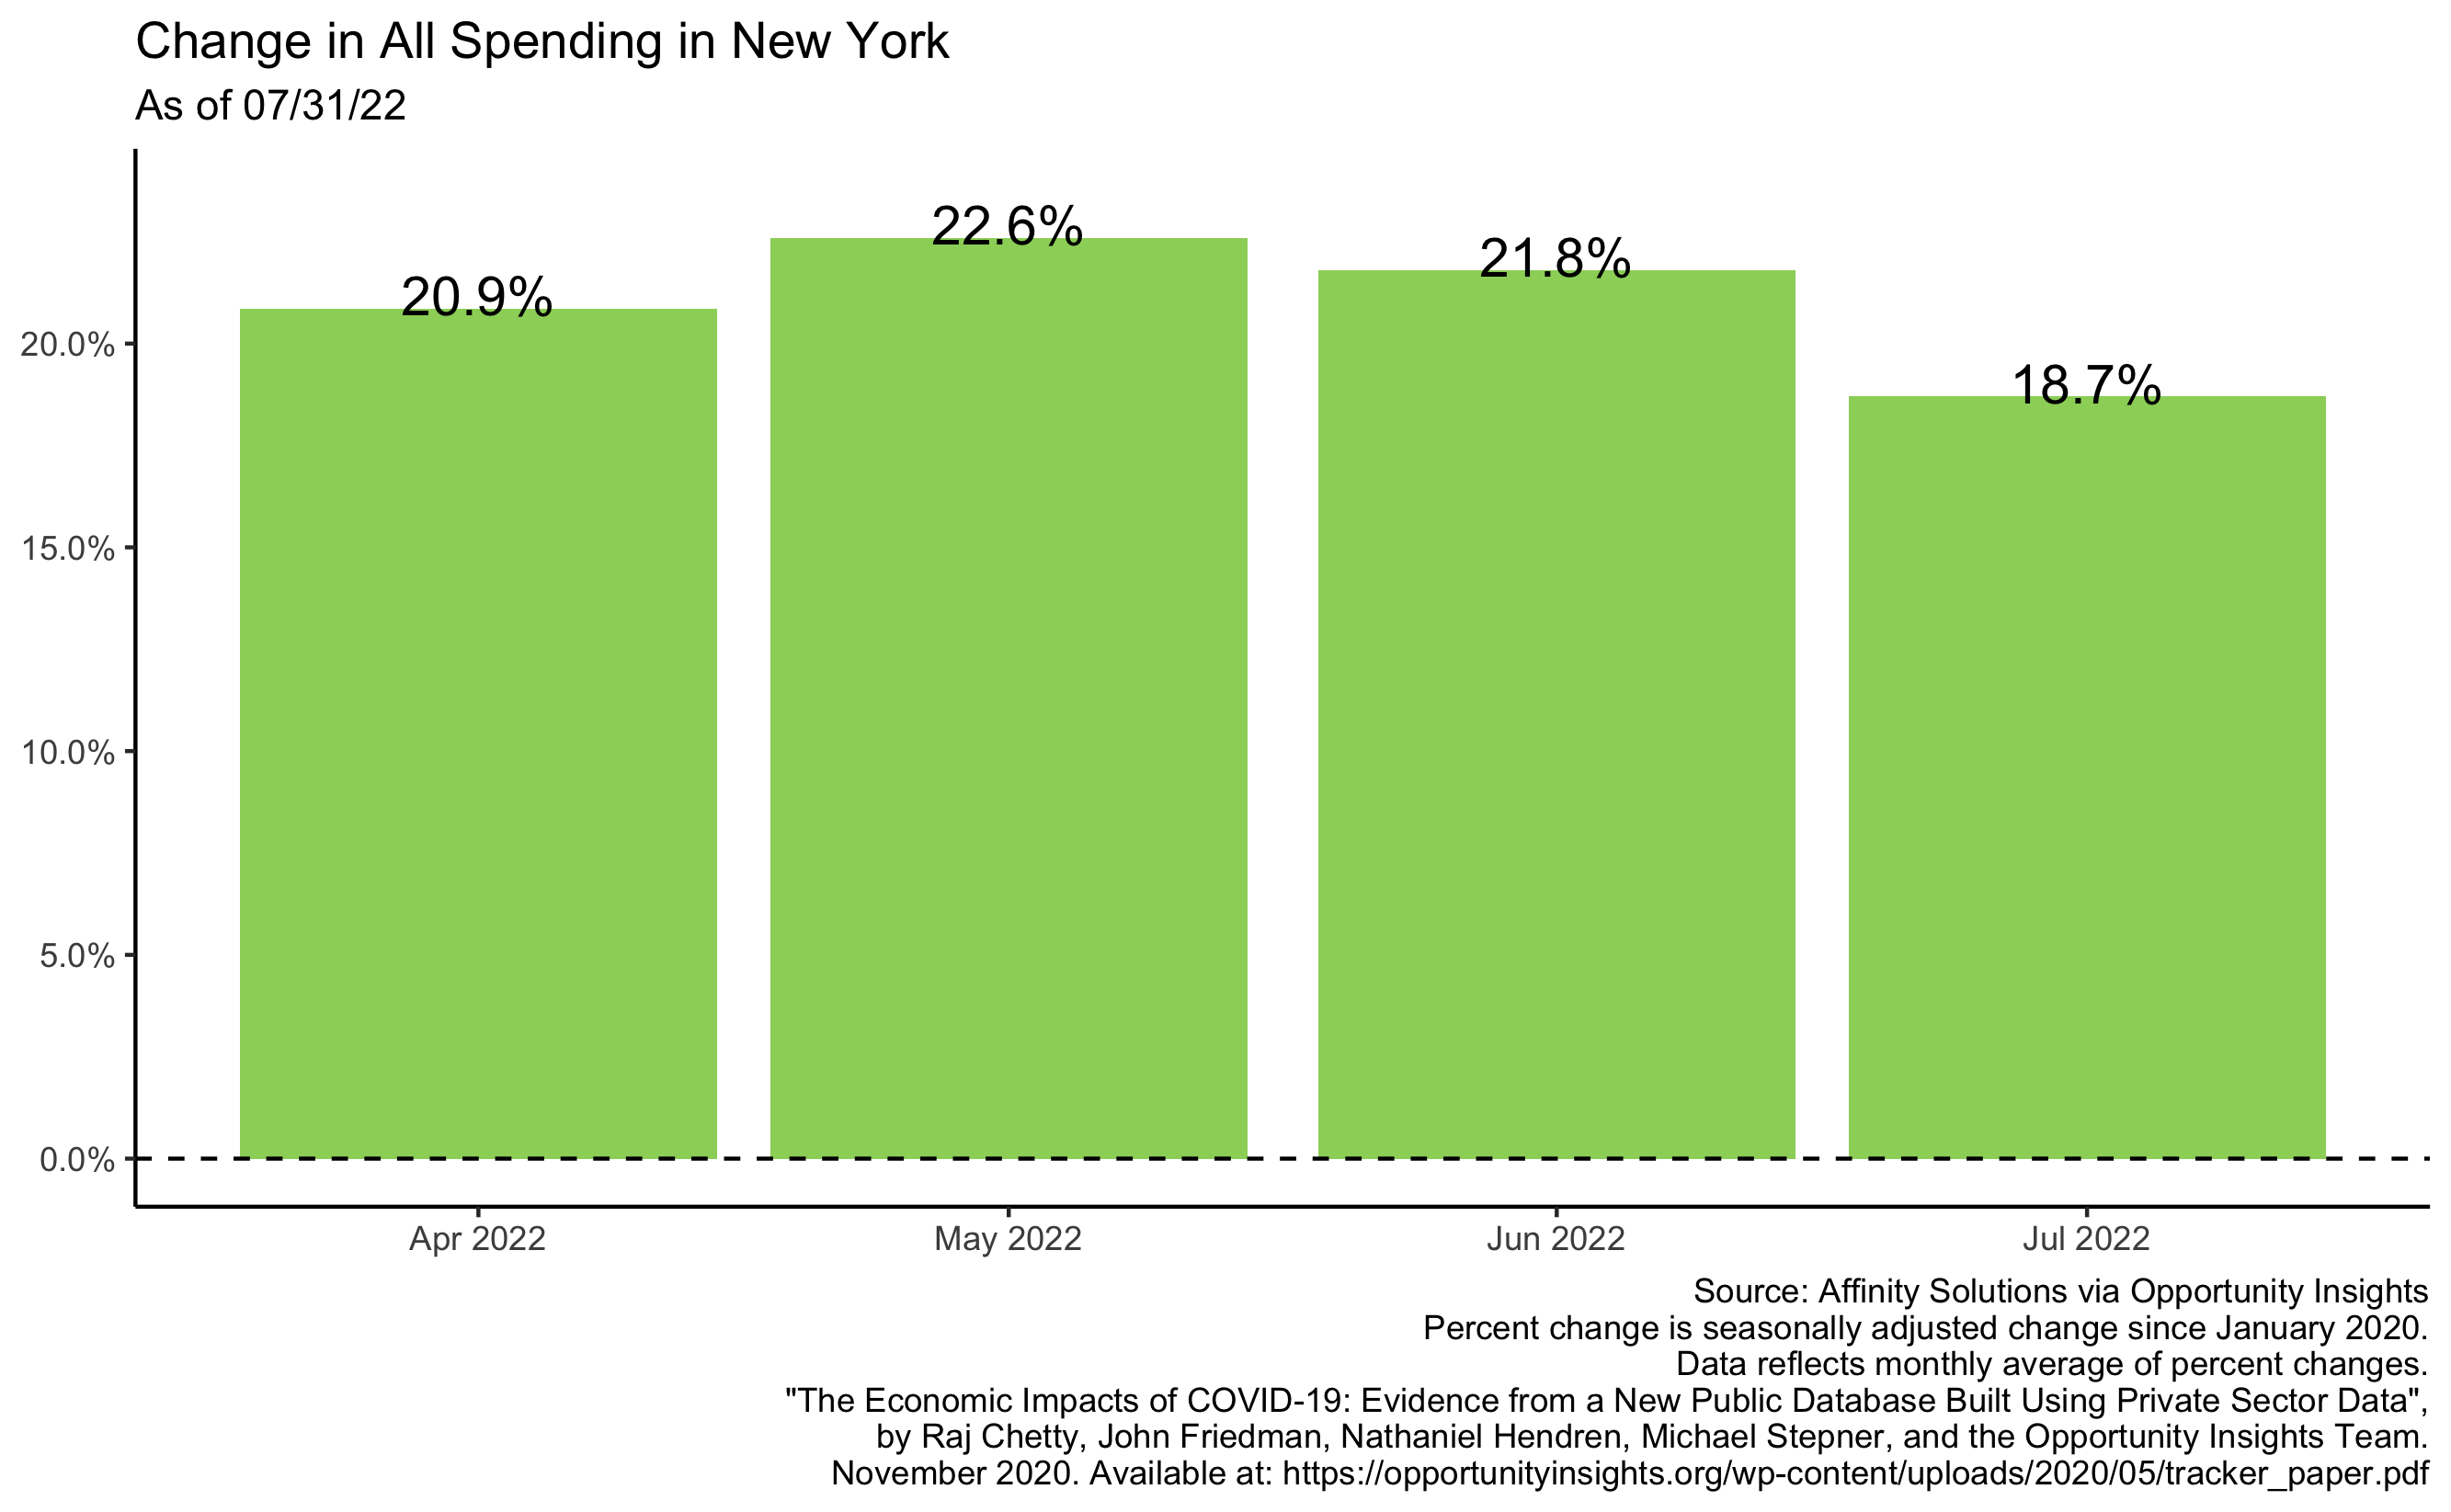 Change in All Spending in New York
As of 07/31/22
22.6%
21.8%
20.9%
18.7%
20.0%
15.0%
10.0%
5.0%
0.0%
Apr 2022
May 2022
Jun 2022
Jul 2022
Source: Affinity Solutions via Opportunity Insights
Percent change is seasonally adjusted change since January 2020.
Data reflects monthly average of percent changes.
"The Economic Impacts of COVID-19: Evidence from a New Public Database Built Using Private Sector Data",
by Raj Chetty, John Friedman, Nathaniel Hendren, Michael Stepner, and the Opportunity Insights Team.
November 2020. Available at: https://opportunityinsights.org/wp-content/uploads/2020/05/tracker_paper.pdf